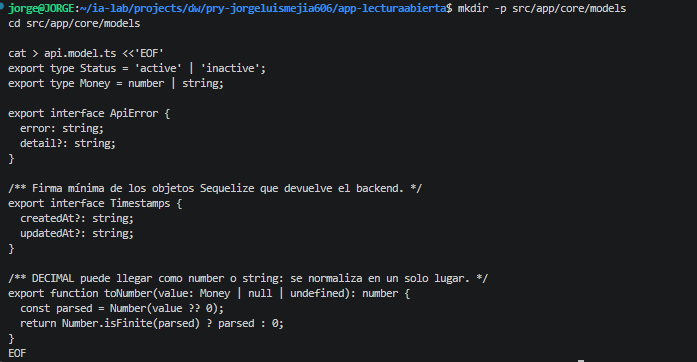 jorge@JORGE:~/ia-lab/projects/dw/pry-jorgeluismejia606/app-lecturaabierta$ mkdir -p src/app/core/models
cd src/app/core/models

cat > api.model.ts <<'EOF'
export type Status = 'active' | 'inactive';
export type Money = number | string;

export interface ApiError {
  error: string;
  detail?: string;
}

/** Firma mínima de los objetos Sequelize que devuelve el backend. */
export interface Timestamps {
  createdAt?: string;
  updatedAt?: string;
}

/** DECIMAL puede llegar como number o string: se normaliza en un solo lugar. */
export function toNumber(value: Money | null | undefined): number {
  const parsed = Number(value ?? 0);
  return Number.isFinite(parsed) ? parsed : 0;
}
EOF